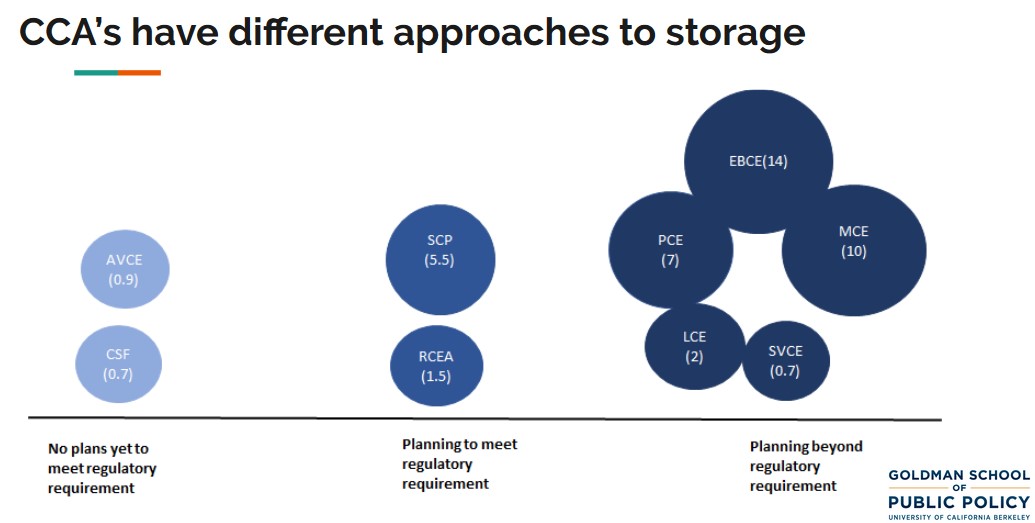 CCA’s have different approaches to storage
EBCE(14)
PCE
(7)
MCE
(10)
SCP
(5.5)
AVCE
(0.9)
LCE
(2)
SVCE
(0.7)
RCEA
(1.5)
CSF
(0.7)
No plans yet to
meet regulatory
requirement
Planning to meet
regulatory
requirement
Planning beyond
regulatory
requirement
GOLDMAN SCHOOL
OF
PUBLIC POLICY
UNIVERSITY OF CALIFORNIA BERKELEY